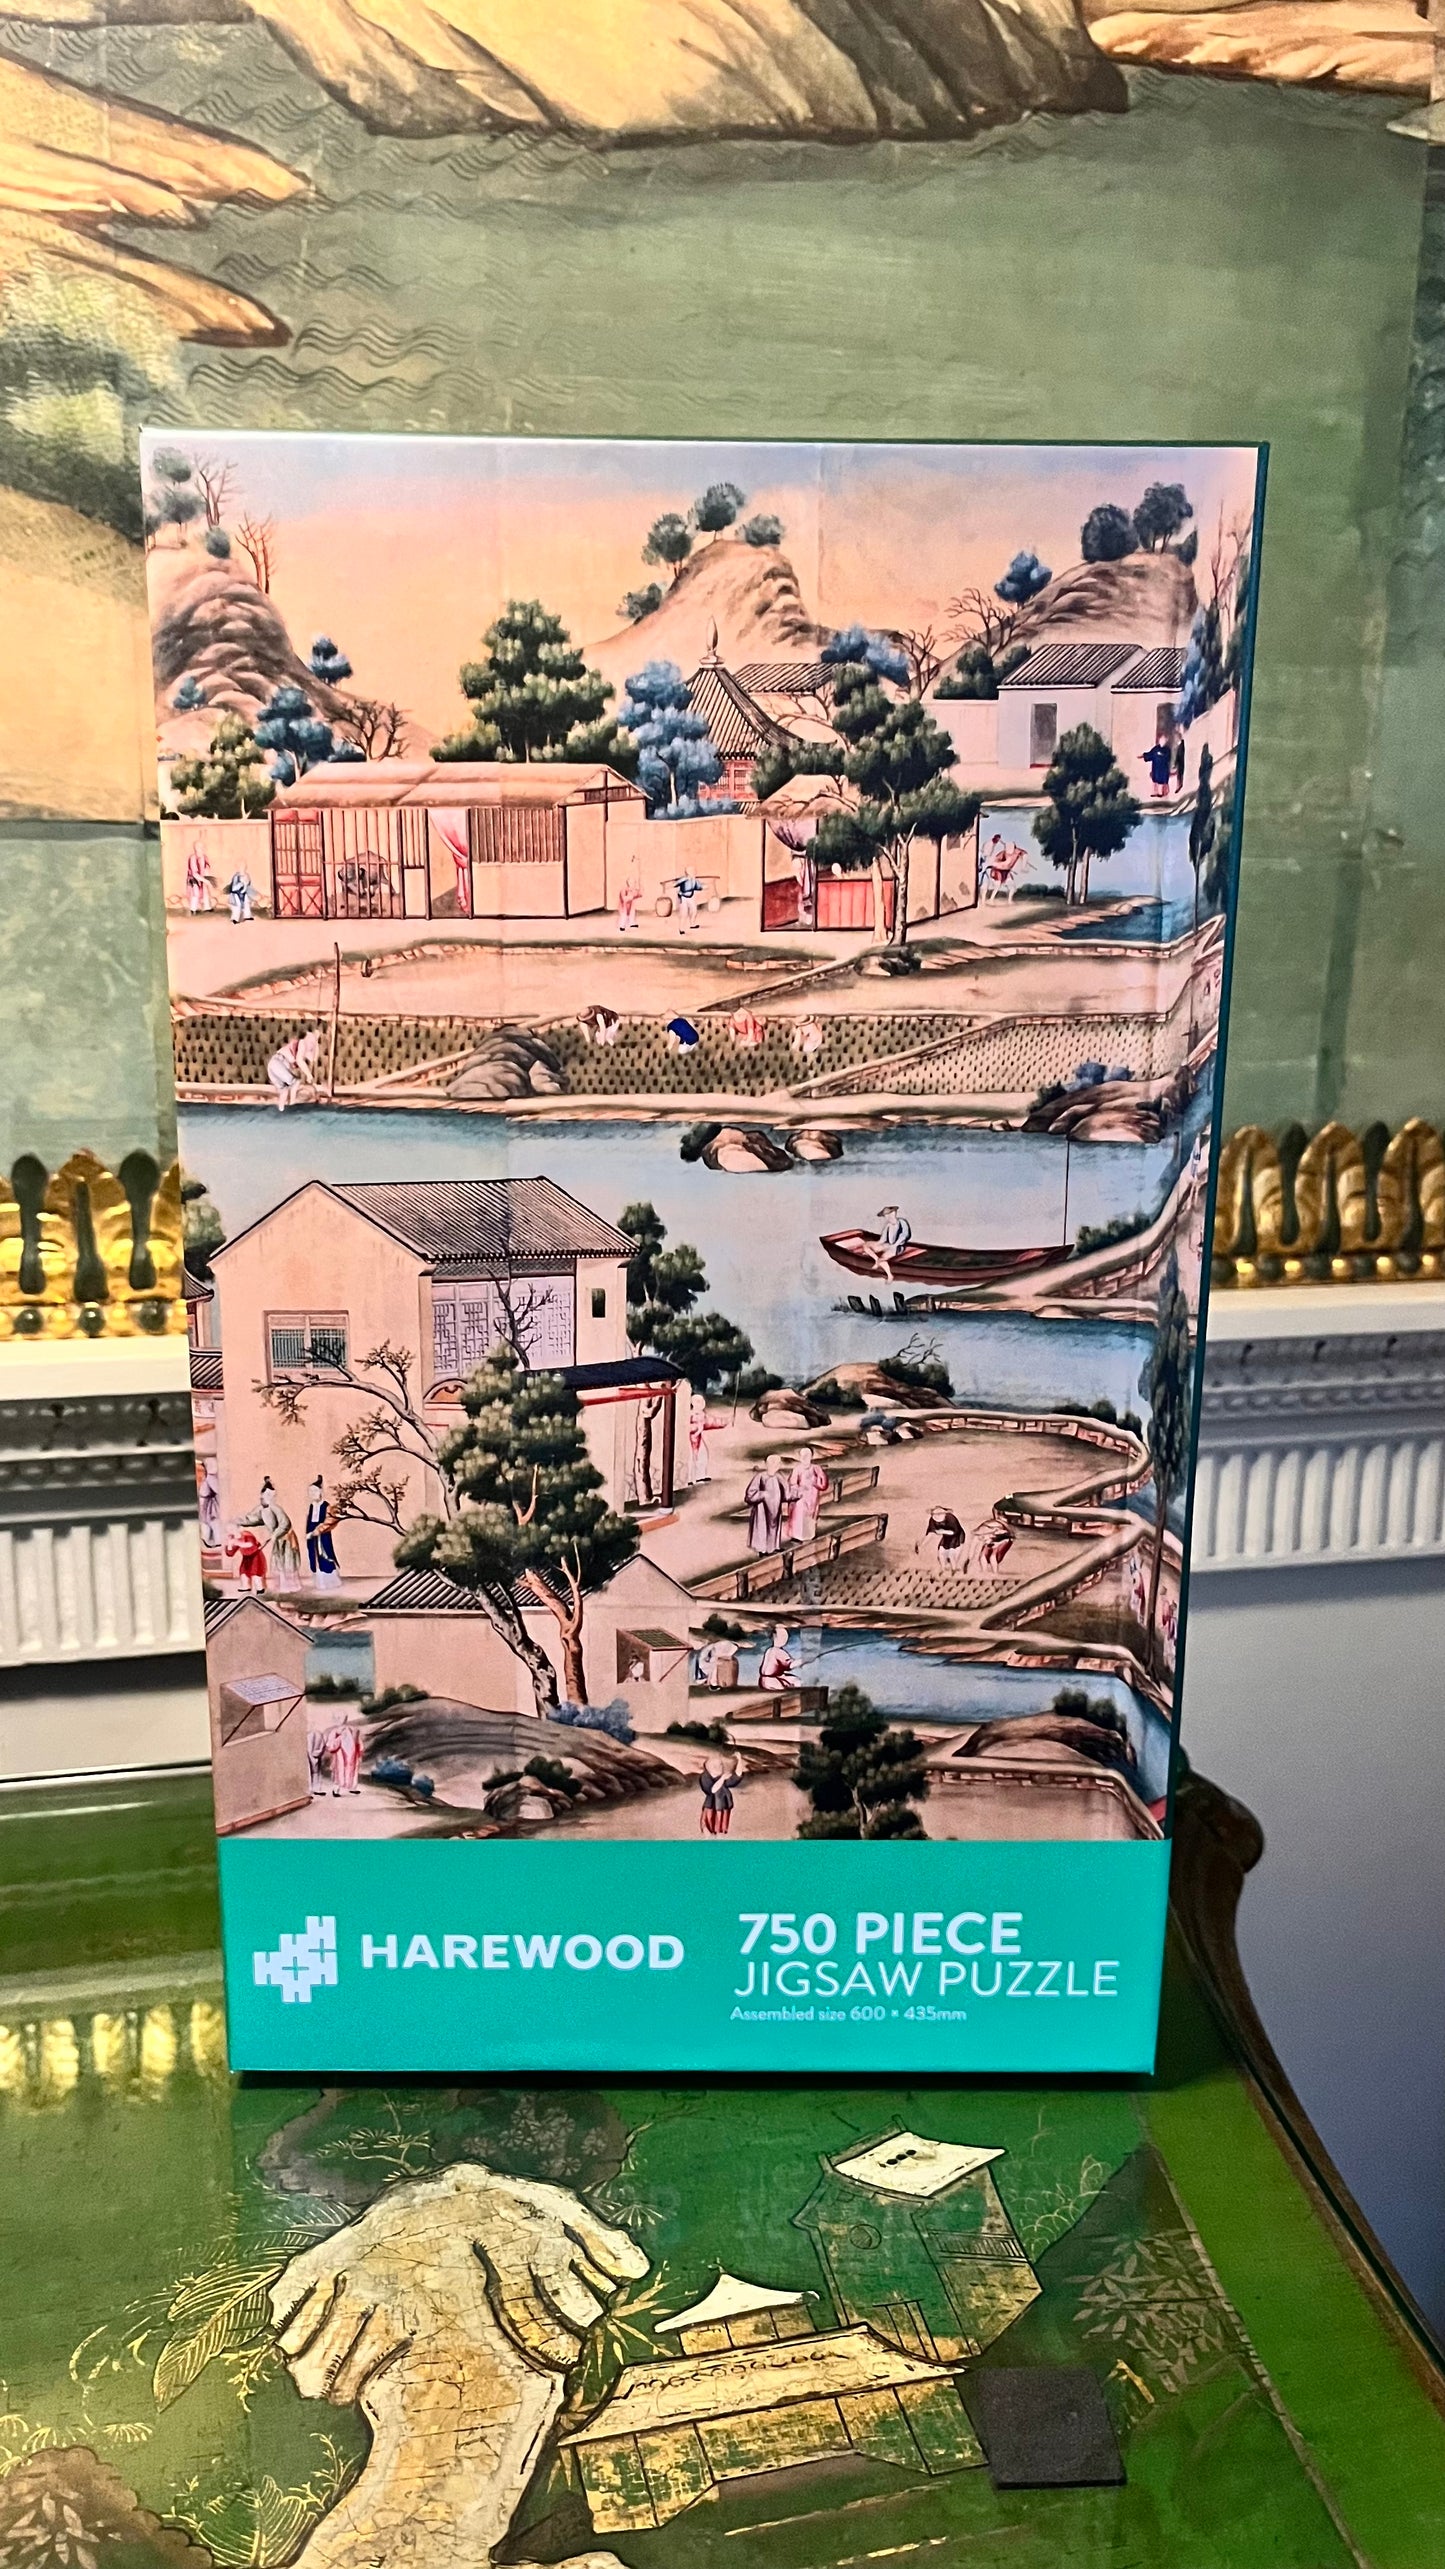 HAREWOOD
750 PIECE
JIGSAW PUZZLE
Assembled size 600 × 435mm